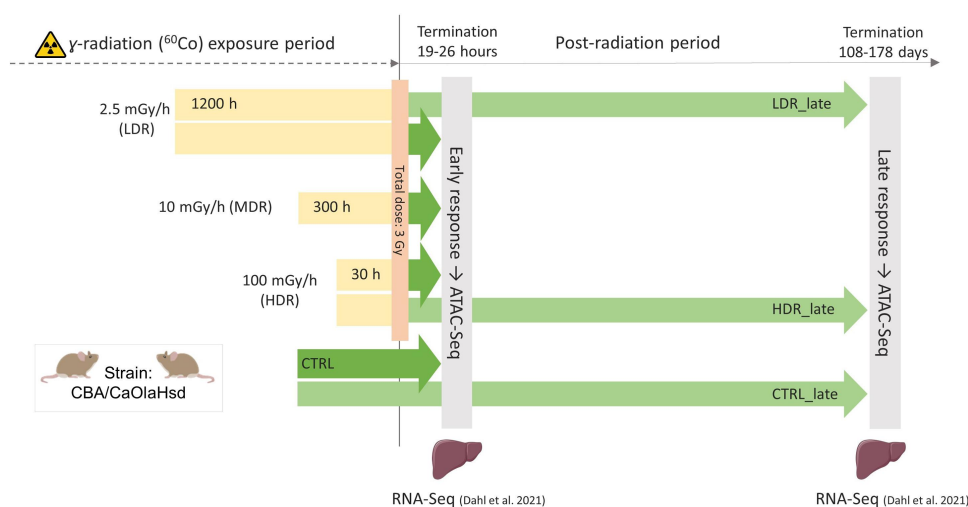 γ-radiation (⁶⁰Co) exposure period
Termination
19-26 hours
Post-radiation period
Termination
108-178 days
2.5 mGy/h
(LDR)
1200 h
LDR_late
10 mGy/h (MDR)
300 h
Total dose: 3 Gy
Early response → ATAC-Seq
Late response → ATAC-Seq
100 mGy/h
(HDR)
30 h
HDR_late
CTRL
CTRL_late
Strain:
CBA/CaOlaHsd
RNA-Seq (Dahl et al. 2021)
RNA-Seq (Dahl et al. 2021)